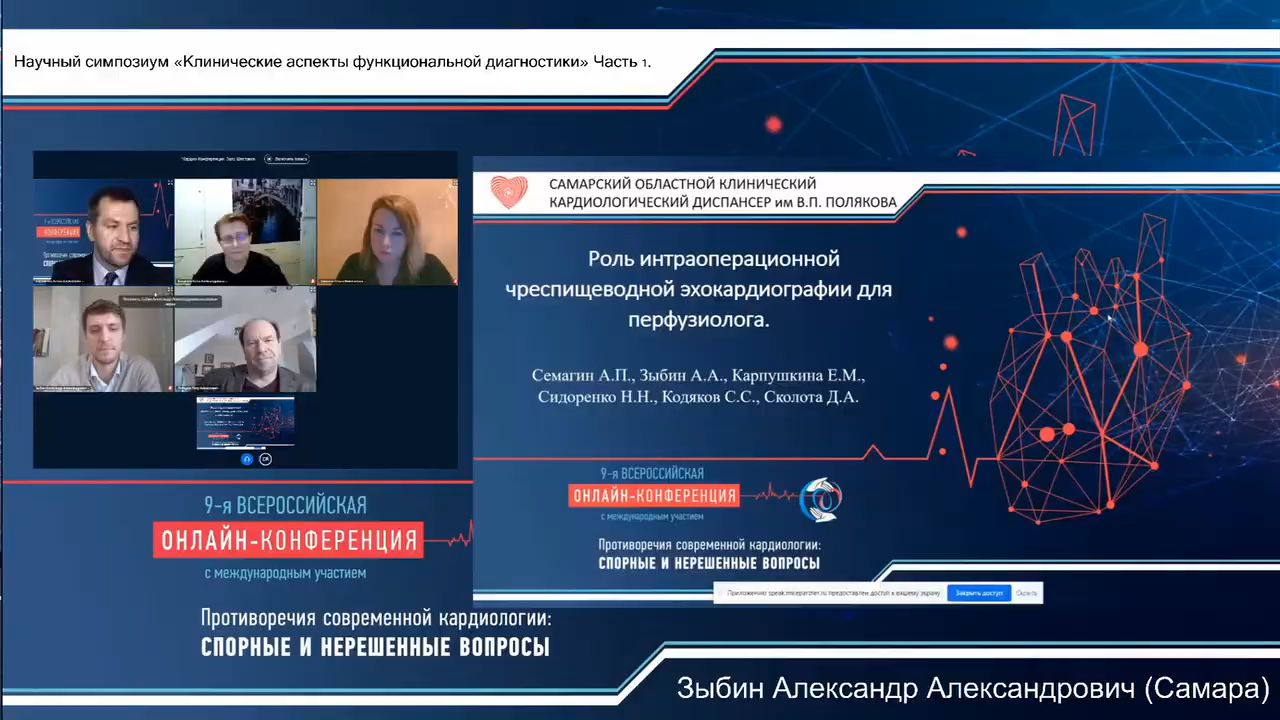 Научный симпозиум «Клинические аспекты функциональной диагностики» Часть 1.
САМАРСКИЙ ОБЛАСТНОЙ КЛИНИЧЕСКИЙ
КАРДИОЛОГИЧЕСКИЙ ДИСПАНСЕР им В.П. ПОЛЯКОВА
Роль интраоперационной
чреспищеводной эхокардиографии для
перфузиолога.
Семагин А.П., Зыбин А.А., Карпушкина Е.М.,
Сидоренко Н.Н., Кодяков С.С., Сколота Д.А.
9-я ВСЕРОССИЙСКАЯ
ОНЛАЙН-КОНФЕРЕНЦИЯ
с международным участием
Противоречия современной кардиологии:
СПОРНЫЕ И НЕРЕШЕННЫЕ ВОПРОСЫ
Закрыть доступ
Скрыть
9-я ВСЕРОССИЙСКАЯ
ОНЛАЙН-КОНФЕРЕНЦИЯ
с международным участием
Противоречия современной кардиологии:
СПОРНЫЕ И НЕРЕШЕННЫЕ ВОПРОСЫ
Зыбин Александр Александрович (Самара)